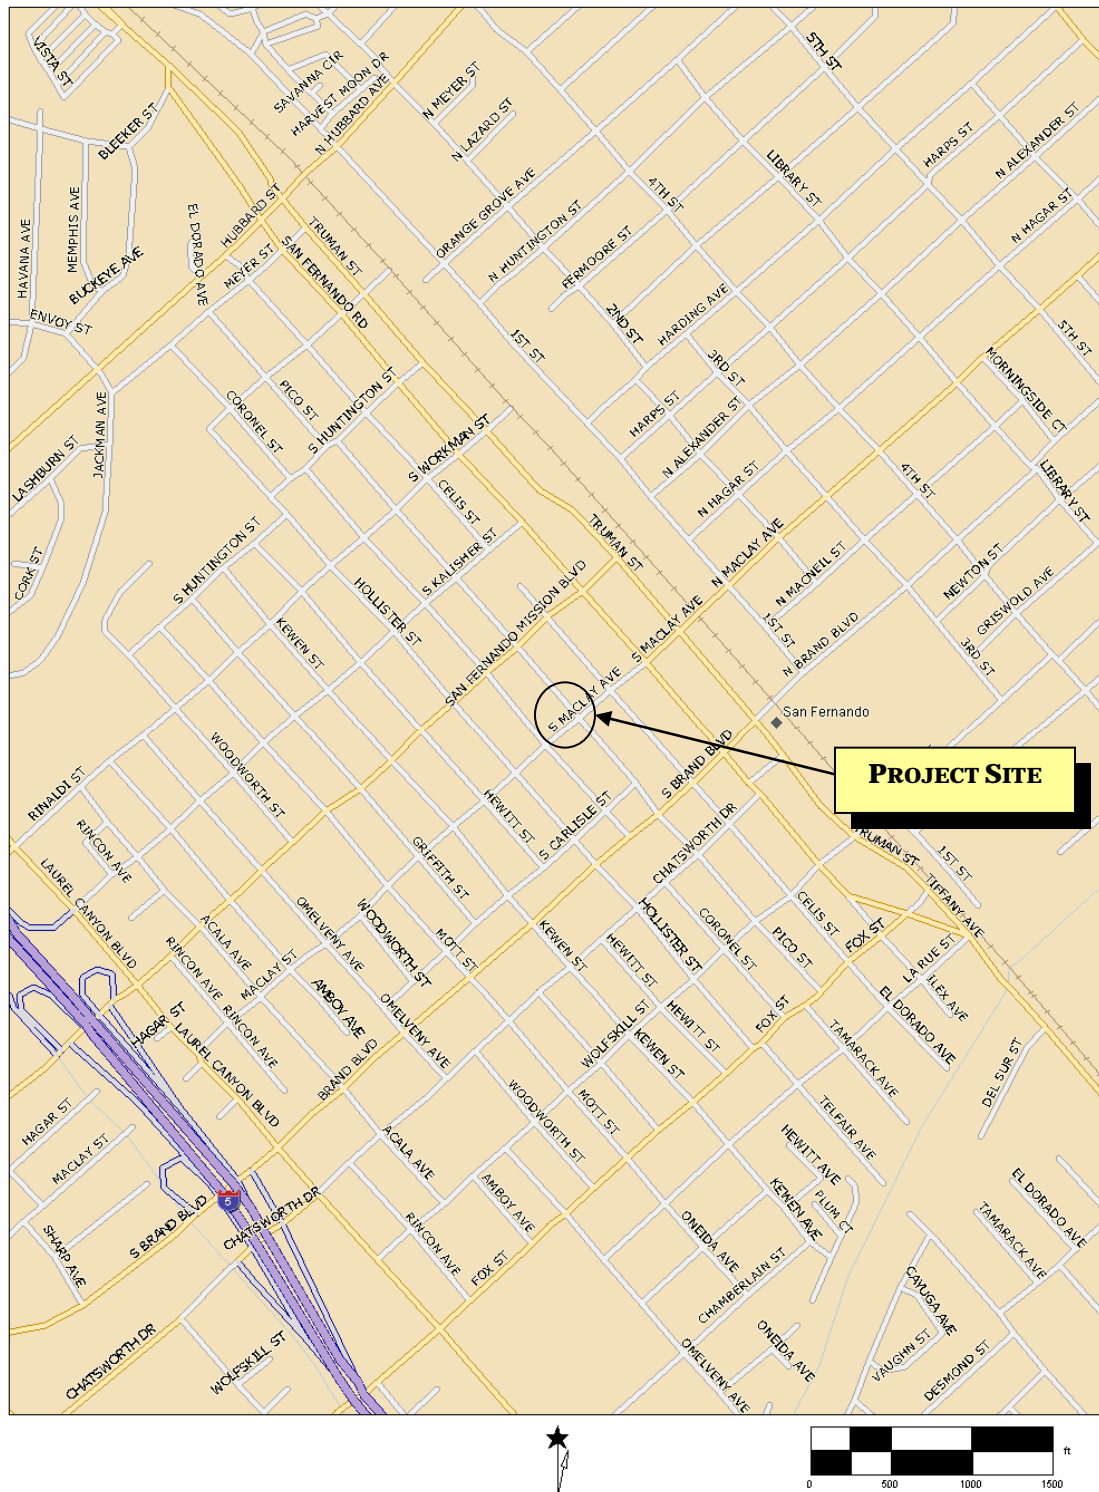 VISTA ST
BLEEKER ST
SAVANNA CIR
HARVEST MOON DR
N HUBBARD AVE
N MEYER ST
N LAZARD ST
5TH ST
HARPS ST
N ALEXANDER ST
LIBRARY ST
4TH ST
N HAGAR ST
HAVANA AVE
MEMPHIS AVE
BUCKEYE AVE
EL DORADO AVE
HUBBARD ST
MEYER ST
TRUMAN ST
SAN FERNANDO RD
ORANGE GROVE AVE
N HUNTINGTON ST
FERMOORE ST
ENVOY ST
2ND ST
HARDING AVE
1ST ST
3RD ST
5TH ST
MORNINGSIDE CT
PICO ST
CORONEL ST
S HUNTINGTON ST
S WORKMAN ST
HARPS ST
N ALEXANDER ST
JACKMAN AVE
LASHBURN ST
CELIS ST
N HAGAR ST
4TH ST
LIBRARY ST
CORK ST
S HUNTINGTON ST
TRUMAN ST
N MACLAY AVE
S KALISHER ST
HOLLISTER ST
SAN FERNANDO MISSION BLVD
N MACNEIL ST
NEWTON ST
GRISWOLD AVE
KEWEN ST
S MACLAY AVE
1ST ST
N BRAND BLVD
3RD ST
S MACLAY AVE
San Fernando
PROJECT SITE
WOODWORTH ST
S BRAND BLVD
RINALDI ST
RINCON AVE
HEWITT ST
S CARLISLE ST
GRIFFITH ST
CHATSWORTH DR
TRUMAN ST
1ST ST
TIFFANY AVE
LAUREL CANYON BLVD
ACALA AVE
OMELVENY AVE
WOODWORTH ST
MOTT ST
KEWEN ST
HOLLISTER ST
CORONEL ST
CELIS ST
PICO ST
FOX ST
LA RUE ST
ILEX AVE
RINCON AVE
MACLAY ST
AMBOY AVE
HEWITT ST
HAGAR ST
RINCON AVE
OMELVENY AVE
WOLFSKILL ST
HEWITT ST
FOX ST
EL DORADO AVE
LAUREL CANYON BLVD
BRAND BLVD
KEWEN ST
TAMARACK AVE
DEL SUR ST
HAGAR ST
MACLAY ST
WOODWORTH ST
MOTT ST
TELFAIR AVE
ACALA AVE
HEWITT AVE
AMBOY AVE
KEWEN AVE
PLUM CT
EL DORADO AVE
TAMARACK AVE
5
S BRAND BLVD
CHATSWORTH DR
SHARP AVE
RINCON AVE
FOX ST
ONEIDA AVE
CHAMBERLAIN ST
CAYUGA AVE
ONEIDA AVE
VAUGHN ST
DESMOND ST
CHATSWORTH DR
WOLFSKILL ST
OMELVENY AVE
ft
0 500 1000 1500